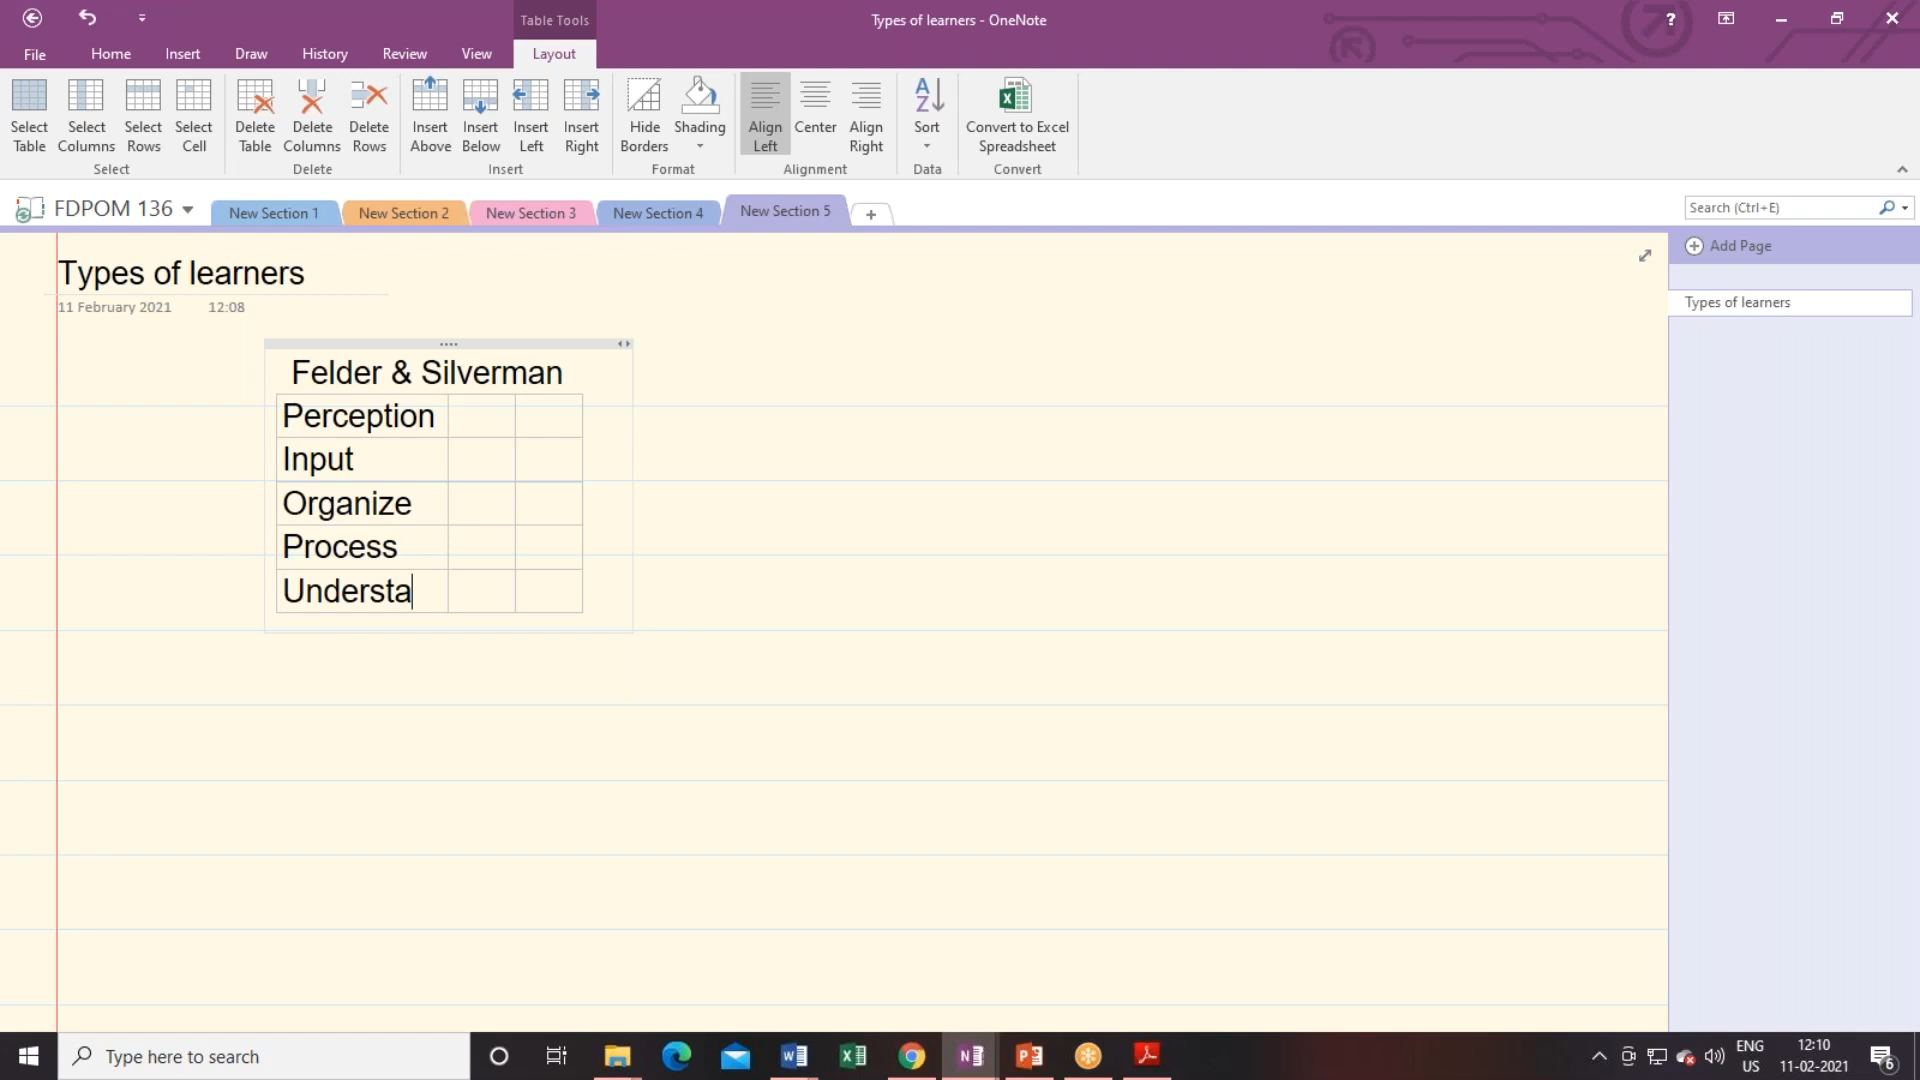 Table Tools
Types of learners - OneNote
?
File
Home
Insert
Draw
History
Review
View
Layout
Select Table
Select Columns
Select Rows
Select Cell
Delete Table
Delete Columns
Delete Rows
Insert Above
Insert Below
Insert Left
Insert Right
Hide Borders
Shading
Align Left
Center
Align Right
Sort
Convert to Excel Spreadsheet
Select
Delete
Insert
Format
Alignment
Data
Convert
FDPOM 136
New Section 1
New Section 2
New Section 3
New Section 4
New Section 5
Search (Ctrl+E)
Add Page
Types of learners
Types of learners
11 February 2021 12:08
Felder & Silverman
Perception
Input
Organize
Process
Understa
Type here to search
ENG
US
12:10
11-02-2021
6